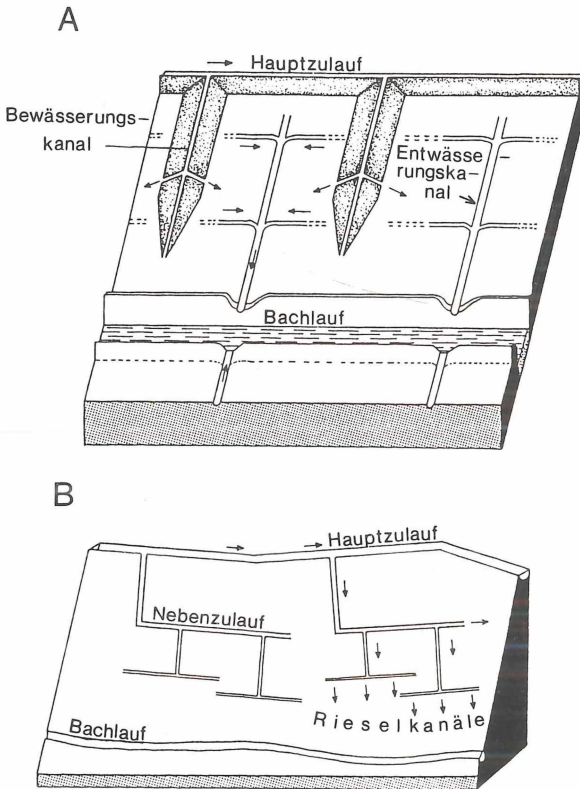 A
Hauptzulauf
Bewässerungs-
kanal
Entwässe
rungska-
nal
Bachlauf
B
Hauptzulauf
Nebenzulauf
Rieselkanäle
Bachlauf